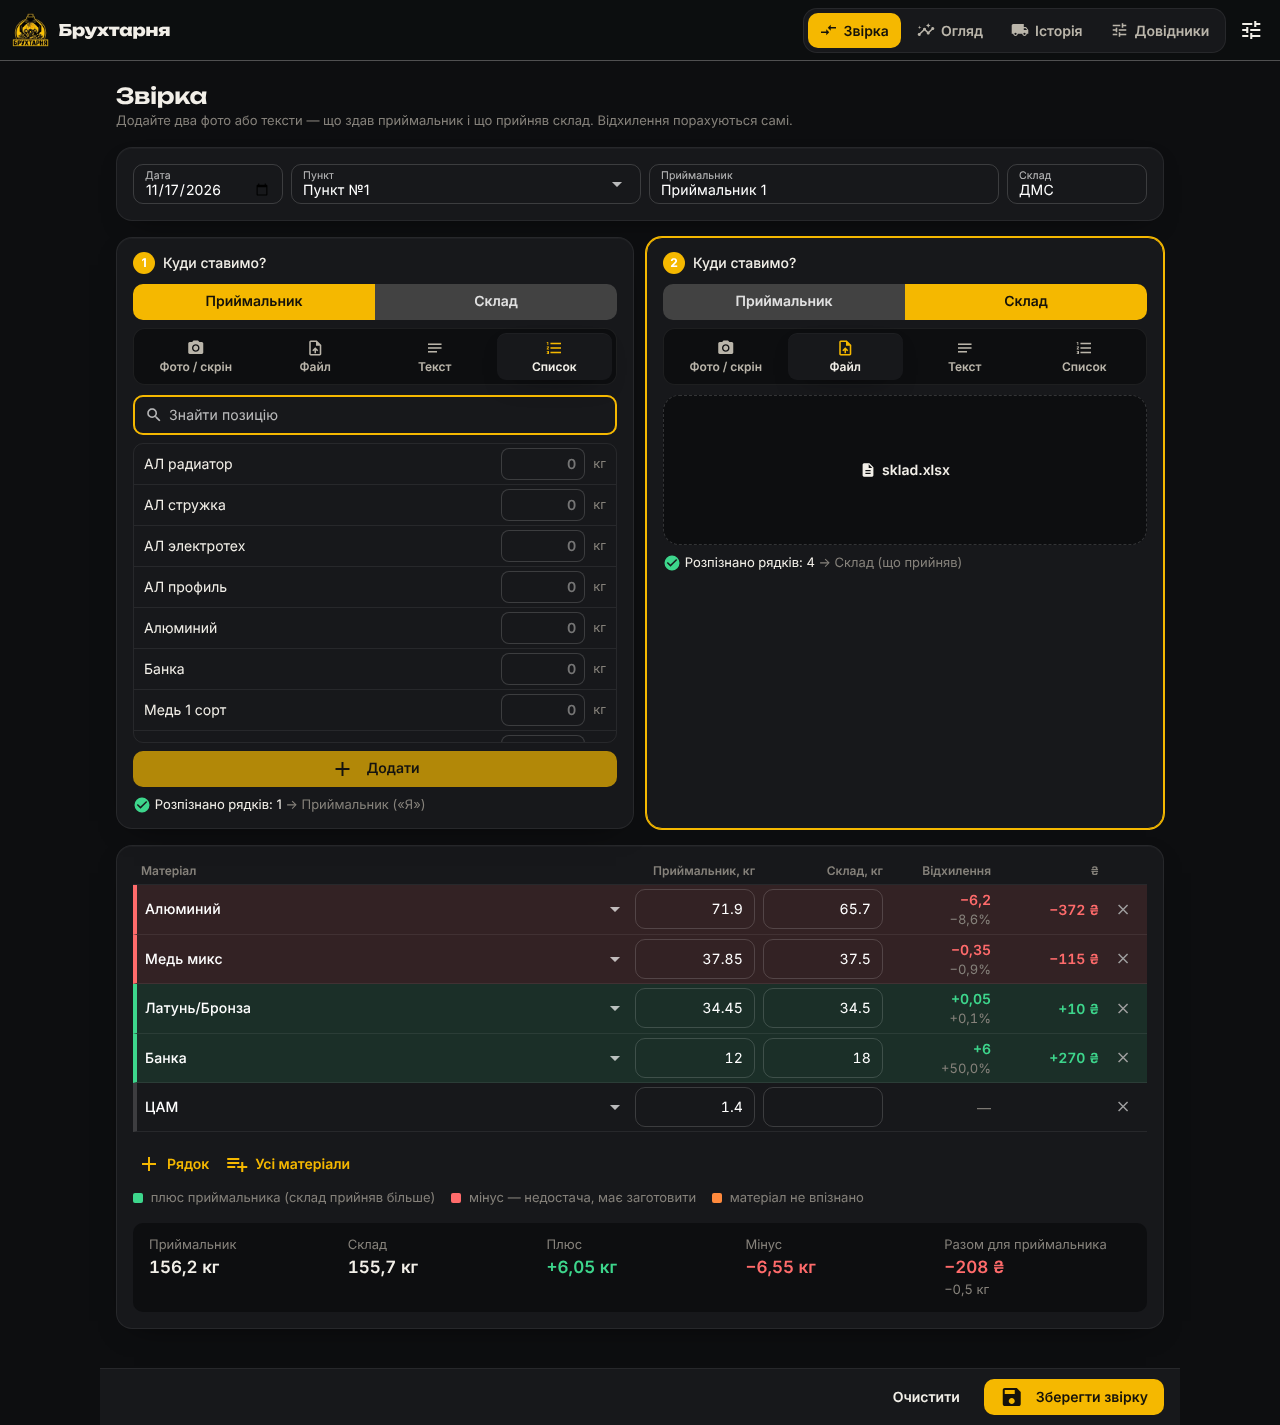 БРУХТАРНЯ
Брухтарня
Звірка
Огляд
Історія
Довідники
Звірка
Додайте два фото або тексти — що здав приймальник і що прийняв склад. Відхилення порахуються самі.
Дата
11/17/2026
Пункт
Пункт №1
Приймальник
Приймальник 1
Склад
ДМС
1 Куди ставимо?
Приймальник
Склад
Фото / скрін
Файл
Текст
Список
Знайти позицію
АЛ радиатор 0 кг
АЛ стружка 0 кг
АЛ электротех 0 кг
АЛ профиль 0 кг
Алюминий 0 кг
Банка 0 кг
Медь 1 сорт 0 кг
+ Додати
Розпізнано рядків: 1 → Приймальник («Я»)
2 Куди ставимо?
Приймальник
Склад
Фото / скрін
Файл
Текст
Список
sklad.xlsx
Розпізнано рядків: 4 → Склад (що прийняв)
Матеріал Приймальник, кг Склад, кг Відхилення ₴
Алюминий 71.9 65.7 −6,2 −372 ₴
−8,6%
Медь микс 37.85 37.5 −0,35 −115 ₴
−0,9%
Латунь/Бронза 34.45 34.5 +0,05 +10 ₴
+0,1%
Банка 12 18 +6 +270 ₴
+50,0%
ЦАМ 1.4 —
+ Рядок
Усі матеріали
плюс приймальника (склад прийняв більше)
мінус — недостача, має заготовити
матеріал не впізнано
Приймальник
156,2 кг
Склад
155,7 кг
Плюс
+6,05 кг
Мінус
−6,55 кг
Разом для приймальника
−208 ₴
−0,5 кг
Очистити
Зберегти звірку